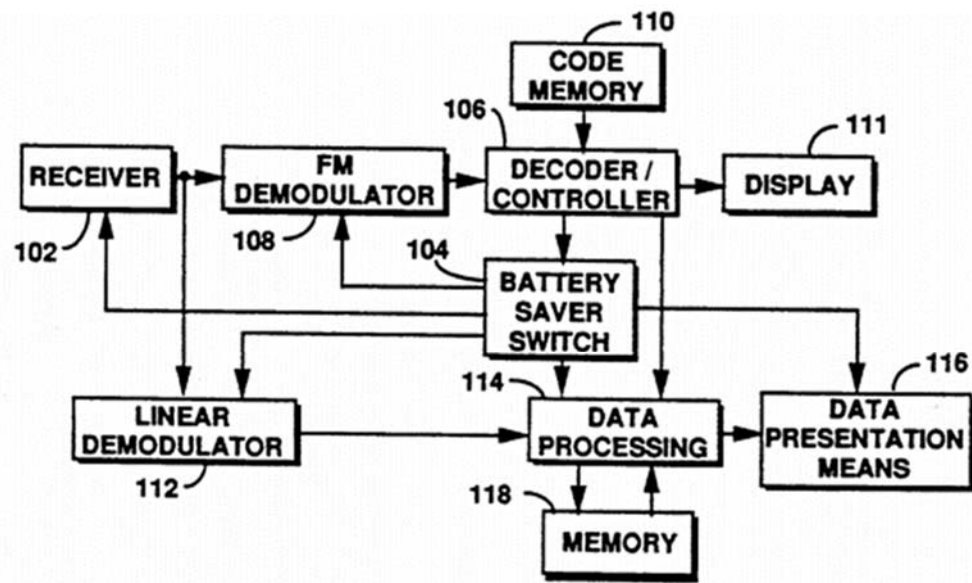 110
CODE
MEMORY
106
111
RECEIVER
FM
DEMODULATOR
DECODER /
CONTROLLER
DISPLAY
102
108
104
BATTERY
SAVER
SWITCH
114
116
LINEAR
DEMODULATOR
DATA
PROCESSING
DATA
PRESENTATION
MEANS
112
118
MEMORY